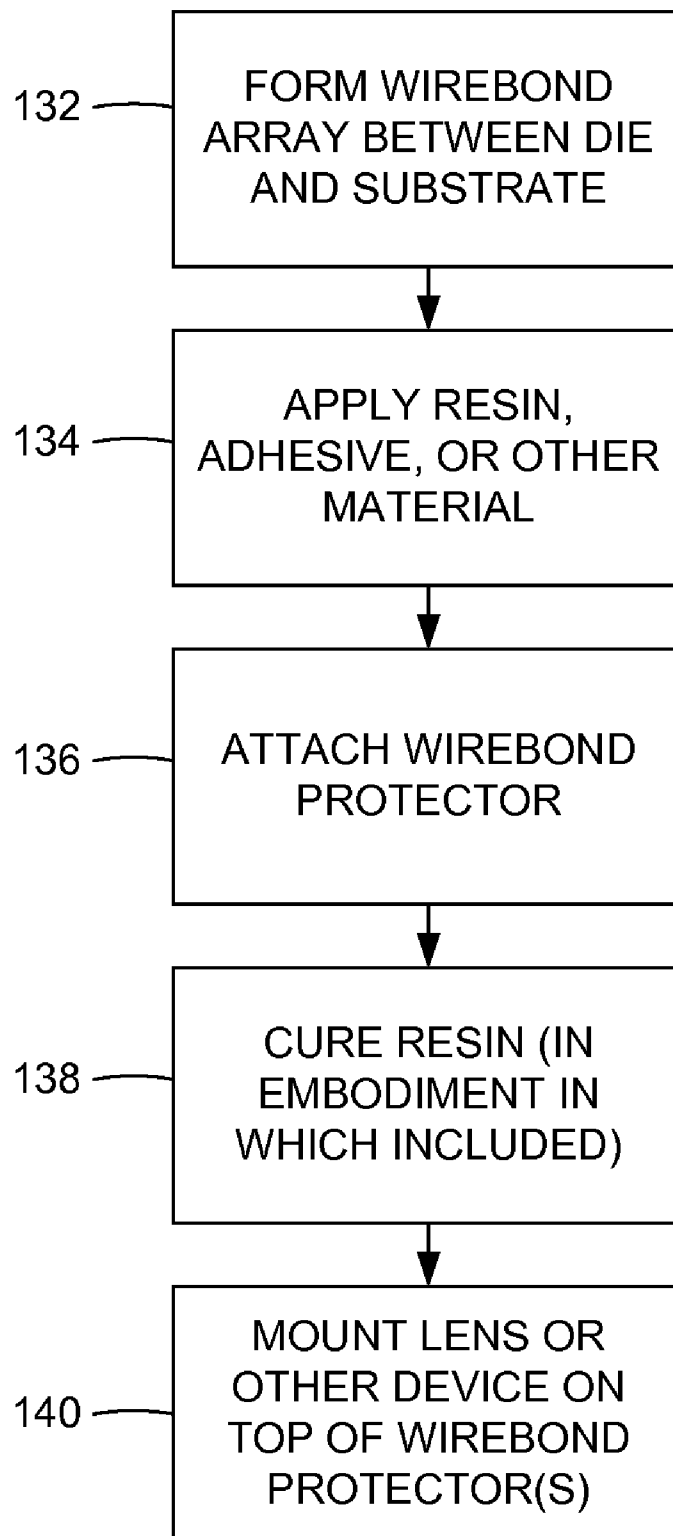 132
FORM WIREBOND
ARRAY BETWEEN DIE
AND SUBSTRATE
134
APPLY RESIN,
ADHESIVE, OR OTHER
MATERIAL
136
ATTACH WIREBOND
PROTECTOR
138
CURE RESIN (IN
EMBODIMENT IN
WHICH INCLUDED)
140
MOUNT LENS OR
OTHER DEVICE ON
TOP OF WIREBOND
PROTECTOR(S)